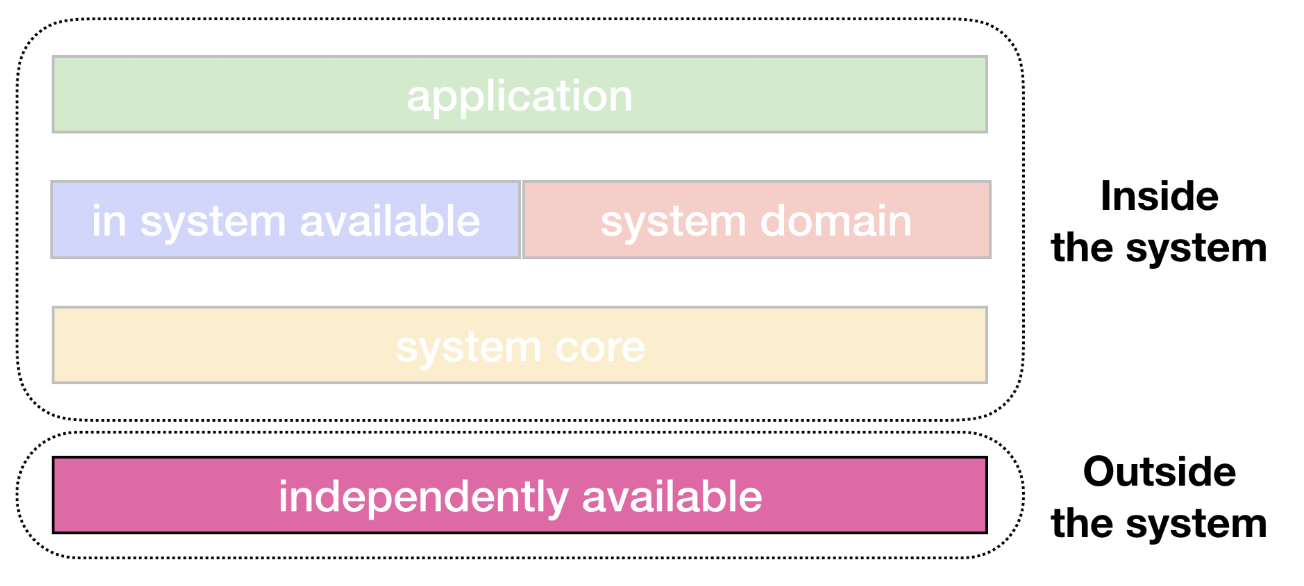 application
in system available
system domain
Inside
the system
system core
independently available
Outside
the system